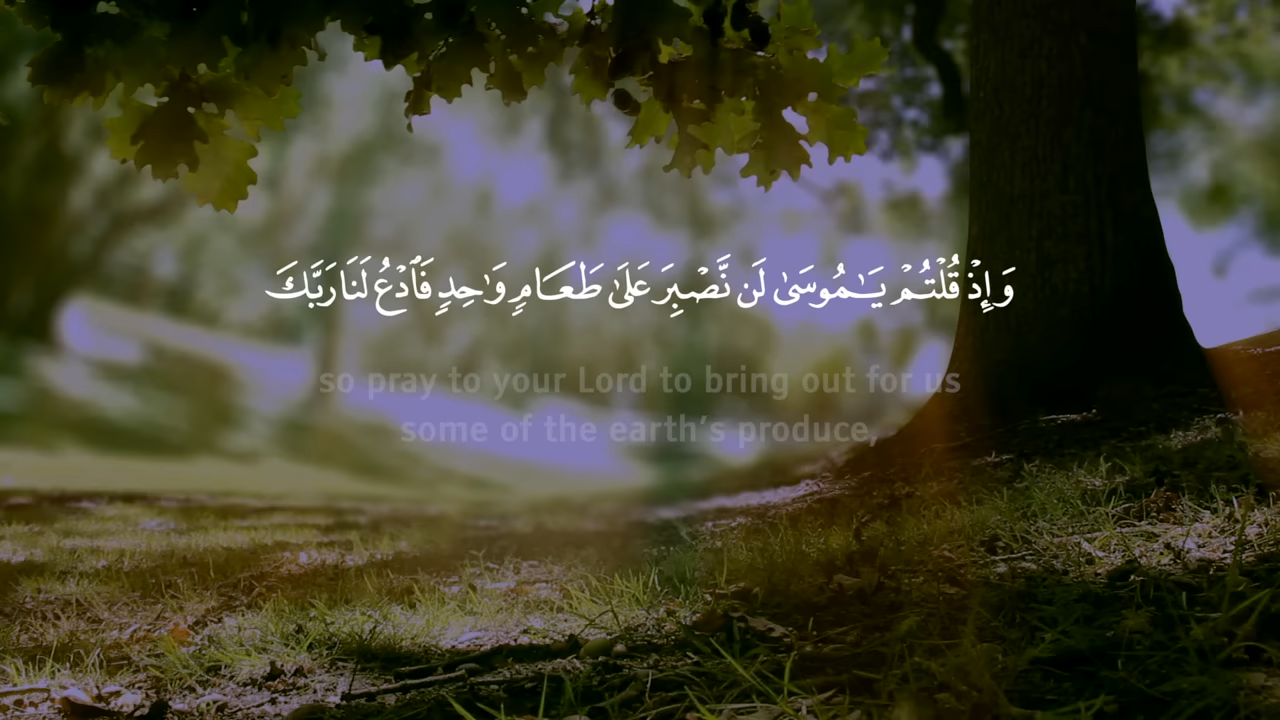 وَإِذْ قُلْتُمْ يَـٰمُوسَىٰ لَن نَّصْبِرَ عَلَىٰ طَعَامٍ وَٰحِدٍ فَٱدْعُ لَنَا رَبَّكَ
so pray to your Lord to bring out for us
some of the earth’s produce,